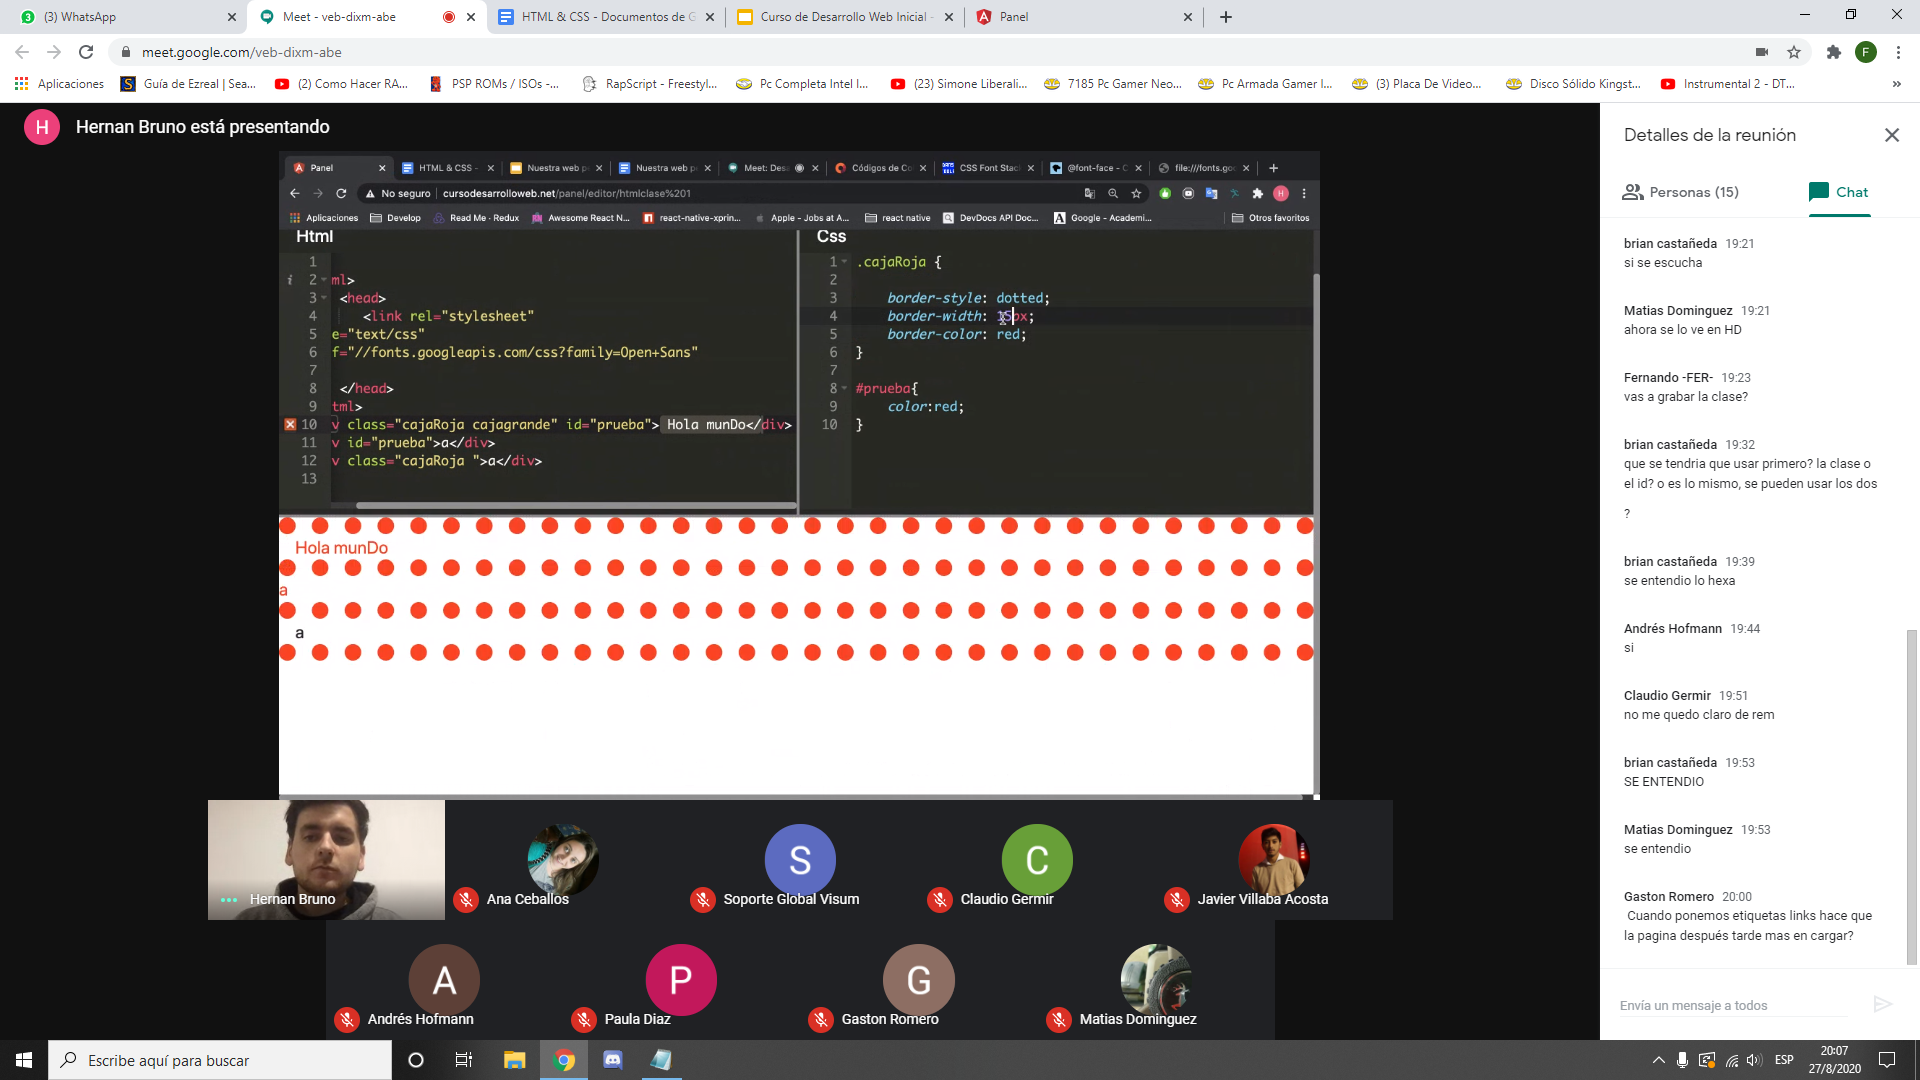 (3) WhatsApp
Meet - veb-dixm-abe
HTML & CSS - Documentos de G
Curso de Desarrollo Web Inicial -
Panel
meet.google.com/veb-dixm-abe
F
Aplicaciones
Guía de Ezreal | Sea...
(2) Como Hacer RA...
PSP ROMs / ISOs -...
RapScript - Freestyl...
Pc Completa Intel I...
(23) Simone Liberali...
7185 Pc Gamer Neo...
Pc Armada Gamer I...
(3) Placa De Video...
Disco Sólido Kingst...
Instrumental 2 - DT...
H
Hernan Bruno está presentando
Panel
HTML & CSS -
Nuestra web p
Nuestra web p
Meet: Des
Códigos de Co
CSS Font Stac
@font-face - C
file:///fonts.go
No seguro
cursodesarrolloweb.net/panel/editor/htmlclase%201
H
Aplicaciones
Develop
Read Me · Redux
Awesome React N...
react-native-xprin...
Apple - Jobs at A...
react native
DevDocs API Doc...
Google - Academi...
Otros favoritos
Html
1
2 ml>
3 <head>
4 <link rel="stylesheet"
5 e="text/css"
6 f="//fonts.googleapis.com/css?family=Open+Sans"
7
8 </head>
9 tml>
10 v class="cajaRoja cajagrande" id="prueba"> Hola munDo</div>
11 v id="prueba">a</div>
12 v class="cajaRoja ">a</div>
13
Css
1 .cajaRoja {
2
3 border-style: dotted;
4 border-width: 15px;
5 border-color: red;
6 }
7
8 #prueba{
9 color:red;
10 }
Hola munDo
a
a
Hernan Bruno
Ana Ceballos
S
Soporte Global Visum
C
Claudio Germir
Javier Villaba Acosta
A
Andrés Hofmann
P
Paula Diaz
G
Gaston Romero
Matias Dominguez
Detalles de la reunión
Personas (15)
Chat
brian castañeda 19:21
si se escucha
Matias Dominguez 19:21
ahora se lo ve en HD
Fernando -FER- 19:23
vas a grabar la clase?
brian castañeda 19:32
que se tendria que usar primero? la clase o
el id? o es lo mismo, se pueden usar los dos
?
brian castañeda 19:39
se entendio lo hexa
Andrés Hofmann 19:44
si
Claudio Germir 19:51
no me quedo claro de rem
brian castañeda 19:53
SE ENTENDIO
Matias Dominguez 19:53
se entendio
Gaston Romero 20:00
Cuando ponemos etiquetas links hace que
la pagina después tarde mas en cargar?
Envía un mensaje a todos
Escribe aquí para buscar
ESP
20:07
27/8/2020